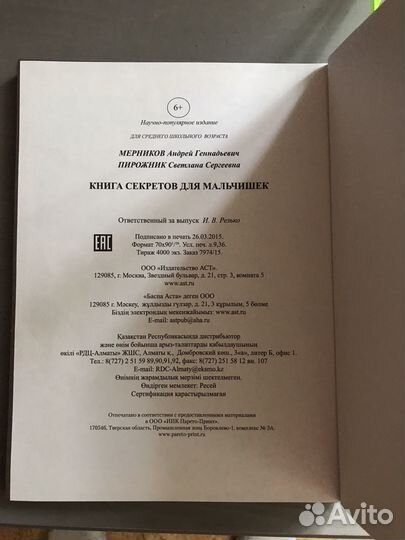 6+
Научно-популярное издание
ДЛЯ СРЕДНЕГО ШКОЛЬНОГО ВОЗРАСТА
МЕРНИКОВ Андрей Геннадьевич
ПИРОЖНИК Светлана Сергеевна
КНИГА СЕКРЕТОВ ДЛЯ МАЛЬЧИШЕК
Ответственный за выпуск И. В. Резько
Подписано в печать 26.03.2015.
Формат 70x90¹/₁₆. Усл. печ. л.9,36.
Тираж 4000 экз. Заказ 7974/15.
EAC
ООО «Издательство АСТ».
129085, г. Москва, Звездный бульвар, д. 21, стр. 3, комната 5
www.ast.ru
«Баспа Аста» деген ООО
129085 г. Мәскеу, жұлдызды гүлзар, д. 21, 3 құрылым, 5 бөлме
Біздің электрондық мекенжайымыз: www.ast.ru
E-mail: astpub@aha.ru
Қазақстан Республикасында дистрибьютор
және өнім бойынша арыз-талаптарды қабылдаушының
өкілі «РДЦ-Алматы» ЖШС, Алматы қ., Домбровский көш., 3«а», литер Б, офис 1.
Тел.: 8(727) 2 51 59 89,90,91,92, факс: 8 (727) 251 58 12 вн. 107
E-mail: RDC-Almaty@eksmo.kz
Өнімнің жарамдылық мерзімі шектелмеген.
Өндірген мемлекет: Ресей
Сертификация қарастырылмаған
Отпечатано в соответствии с предоставленными материалами
в ООО «ИПК Парето-Принт».
170546, Тверская область, Промышленная зона Боровлево-1, комплекс № 3А.
www.pareto-print.ru
Avito